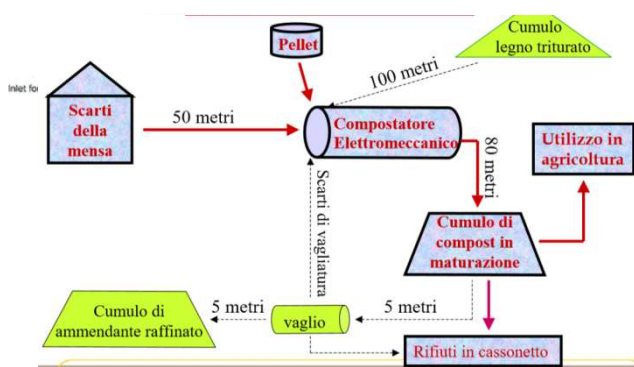 Cumulo
legno triturato
Pellet
100 metri
Inlet for
Scarti
della
mensa
50 metri
Compostatore
Elettromeccanico
80 metri
Utilizzo in
agricoltura
Scarti di vagliatura
Cumulo di
compost in
maturazione
Cumulo di
ammendante raffinato
5 metri
vaglio
5 metri
Rifiuti in cassonetto